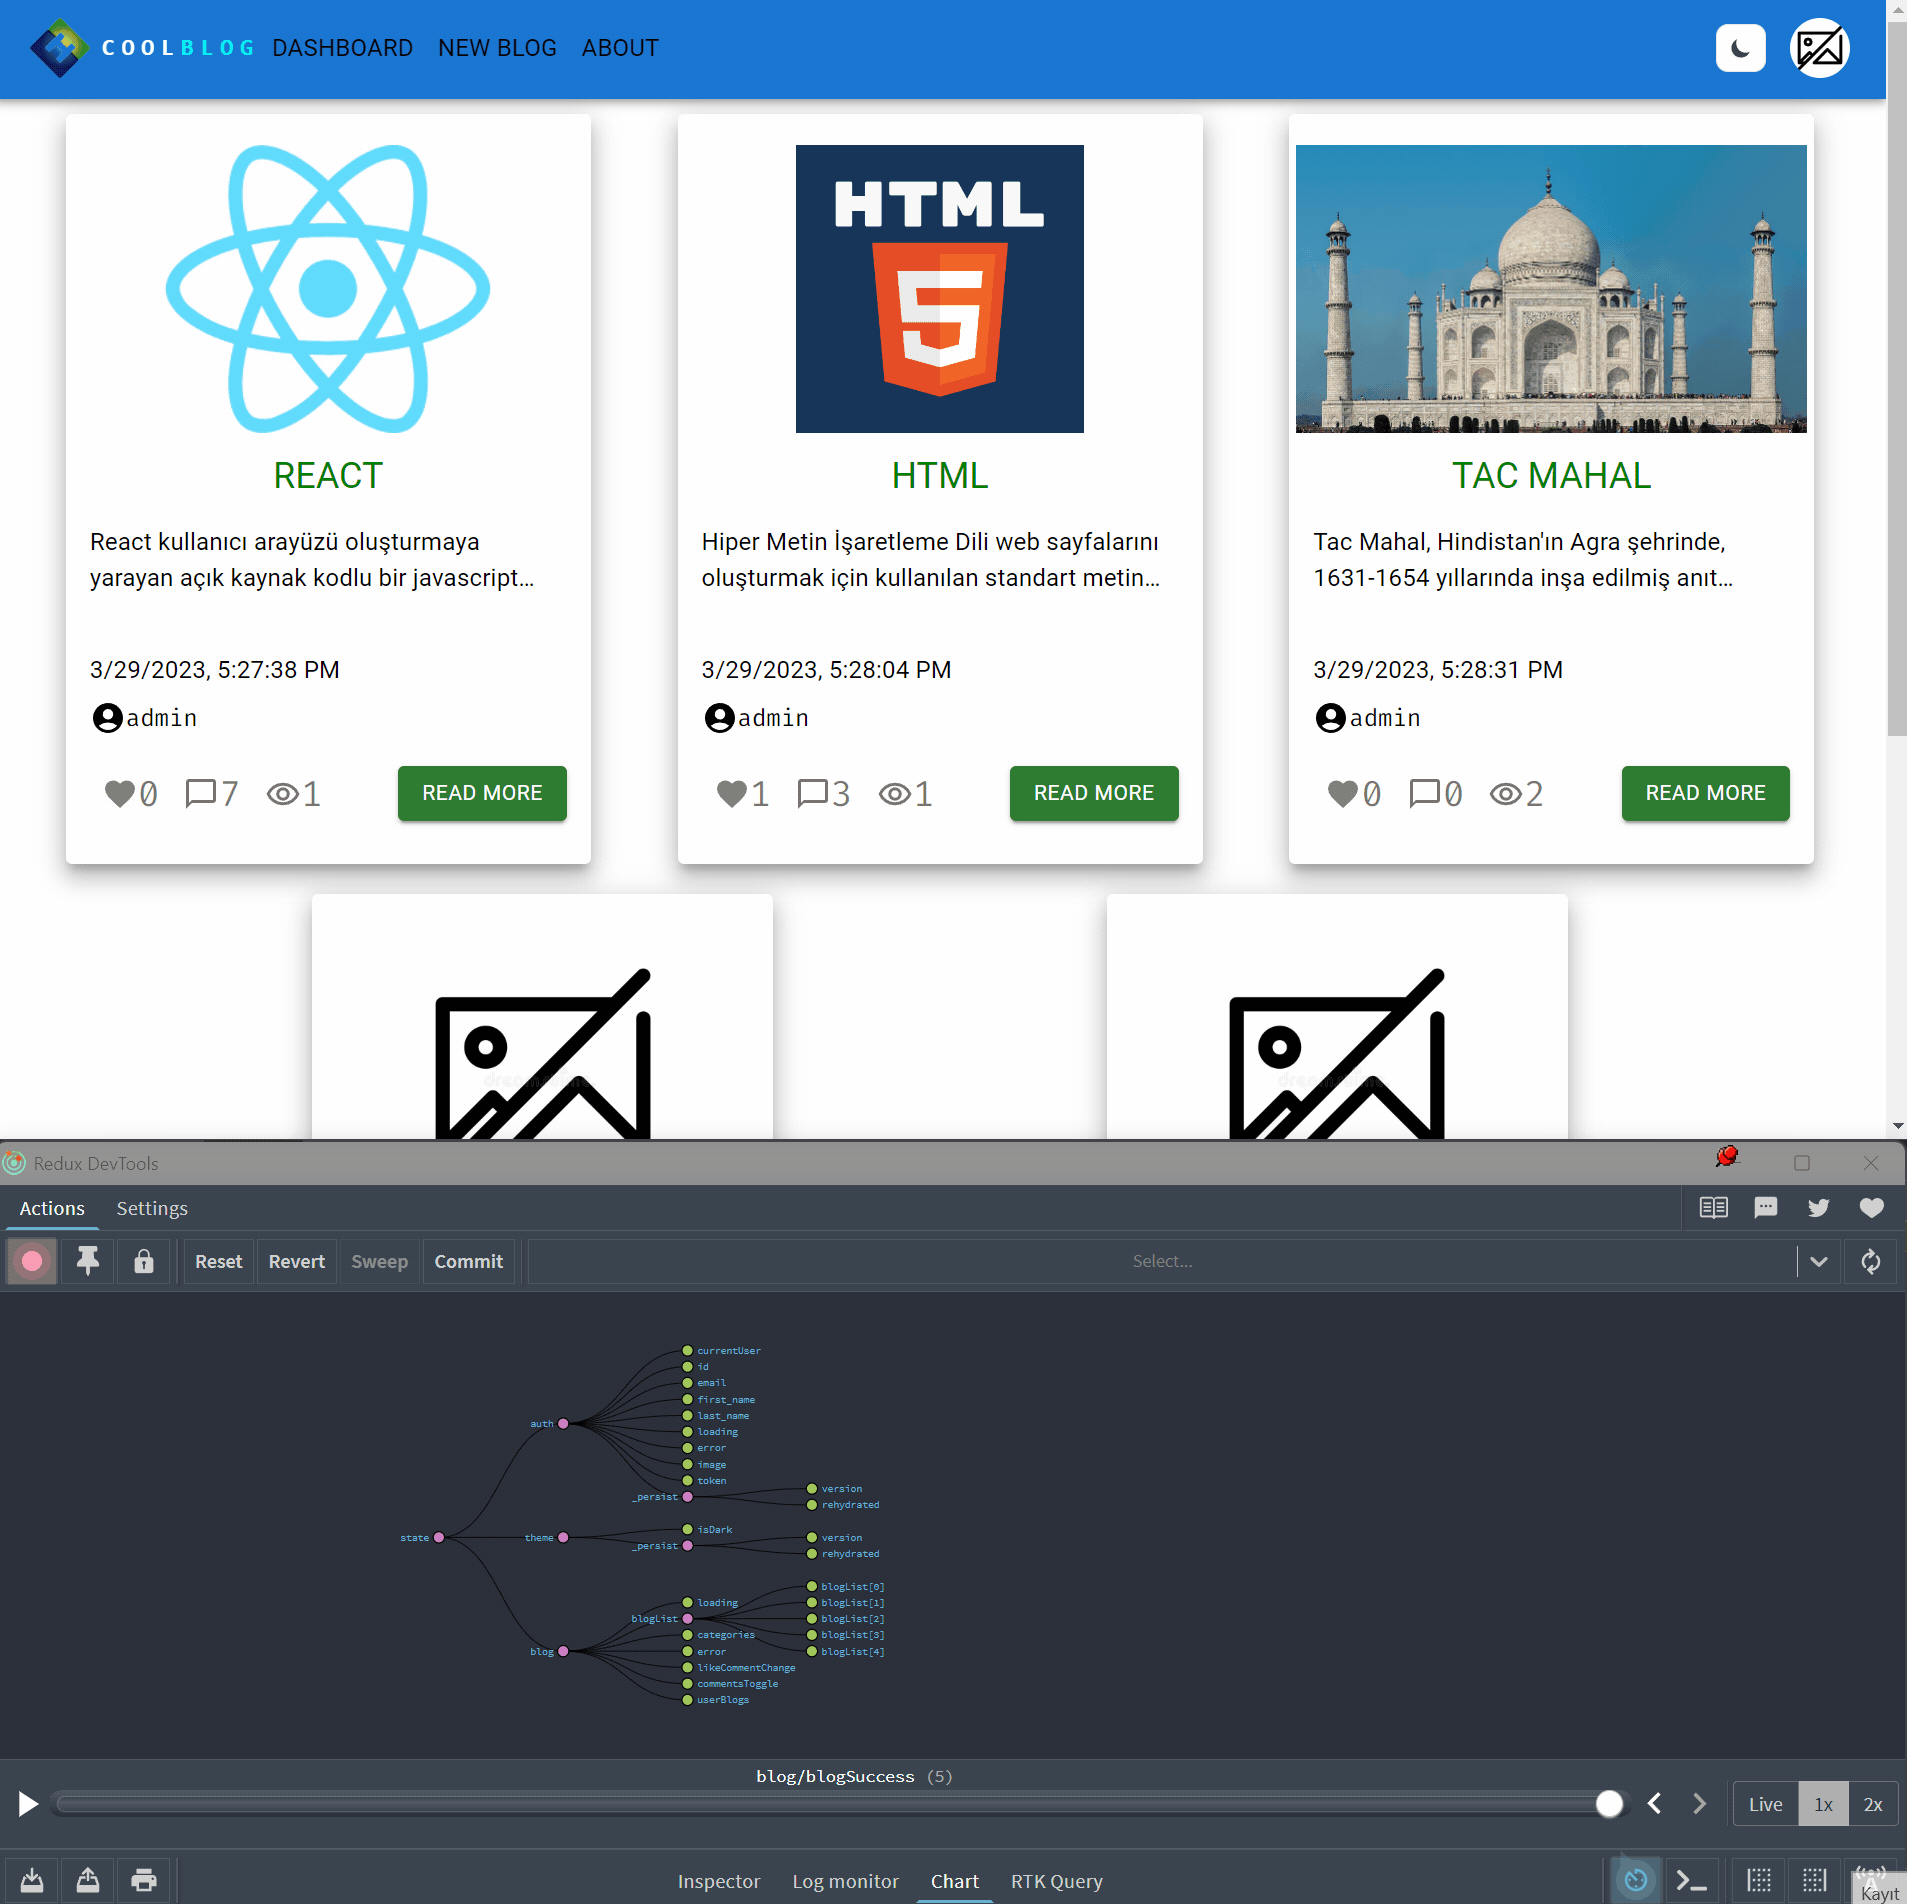 COOLBLOG DASHBOARD NEW BLOG ABOUT
HTML
5
REACT
React kullanıcı arayüzü oluşturmaya
yarayan açık kaynak kodlu bir javascript...
3/29/2023, 5:27:38 PM
admin
0 7 1 READ MORE
HTML
Hiper Metin İşaretleme Dili web sayfalarını
oluşturmak için kullanılan standart metin...
3/29/2023, 5:28:04 PM
admin
1 3 1 READ MORE
TAC MAHAL
Tac Mahal, Hindistan'ın Agra şehrinde,
1631-1654 yıllarında inşa edilmiş anıt...
3/29/2023, 5:28:31 PM
admin
0 0 2 READ MORE
Redux DevTools
Actions Settings
Reset Revert Sweep Commit Select...
state
auth
currentUser
id
email
first_name
last_name
loading
error
image
token
_persist
version
rehydrated
theme
isDark
_persist
version
rehydrated
blog
loading
blogList
blogList[0]
blogList[1]
blogList[2]
blogList[3]
blogList[4]
categories
error
likeCommentChange
commentsToggle
userBlogs
blog/blogSuccess (5)
Live 1x 2x
Inspector Log monitor Chart RTK Query
Kayıt